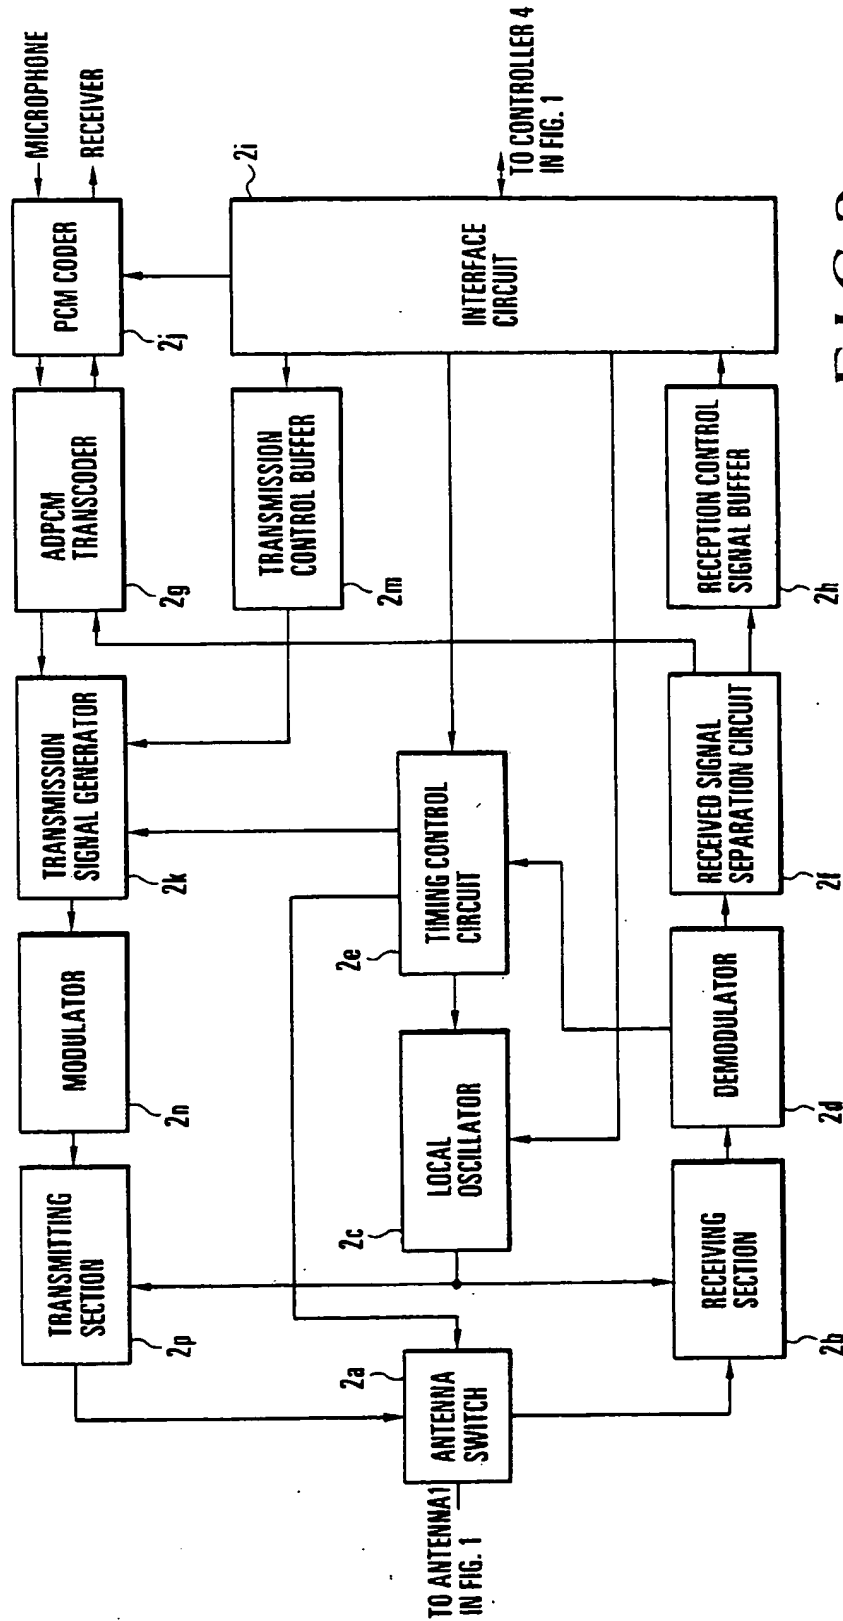 MICROPHONE
RECEIVER
PCM CODER
2j
ADPCM
TRANSCODER
2g
TRANSMISSION
SIGNAL GENERATOR
2k
MODULATOR
2n
TRANSMITTING
SECTION
2p
2i
INTERFACE
CIRCUIT
TO CONTROLLER 4
IN FIG. 1
TRANSMISSION
CONTROL BUFFER
2m
TIMING CONTROL
CIRCUIT
2e
LOCAL
OSCILLATOR
2c
2a
ANTENNA
SWITCH
TO ANTENNA1
IN FIG. 1
RECEIVING
SECTION
2b
DEMODULATOR
2d
RECEIVED SIGNAL
SEPARATION CIRCUIT
2f
RECEPTION CONTROL
SIGNAL BUFFER
2h
FIG.2